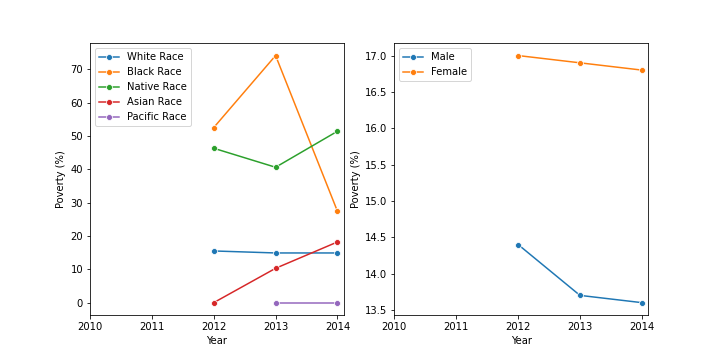 White Race
Black Race
Native Race
Asian Race
Pacific Race
70
60
50
40
30
20
10
0
Poverty (%)
2010 2011 2012 2013 2014
Year
Male
Female
17.0
16.5
16.0
15.5
15.0
14.5
14.0
13.5
Poverty (%)
2010 2011 2012 2013 2014
Year